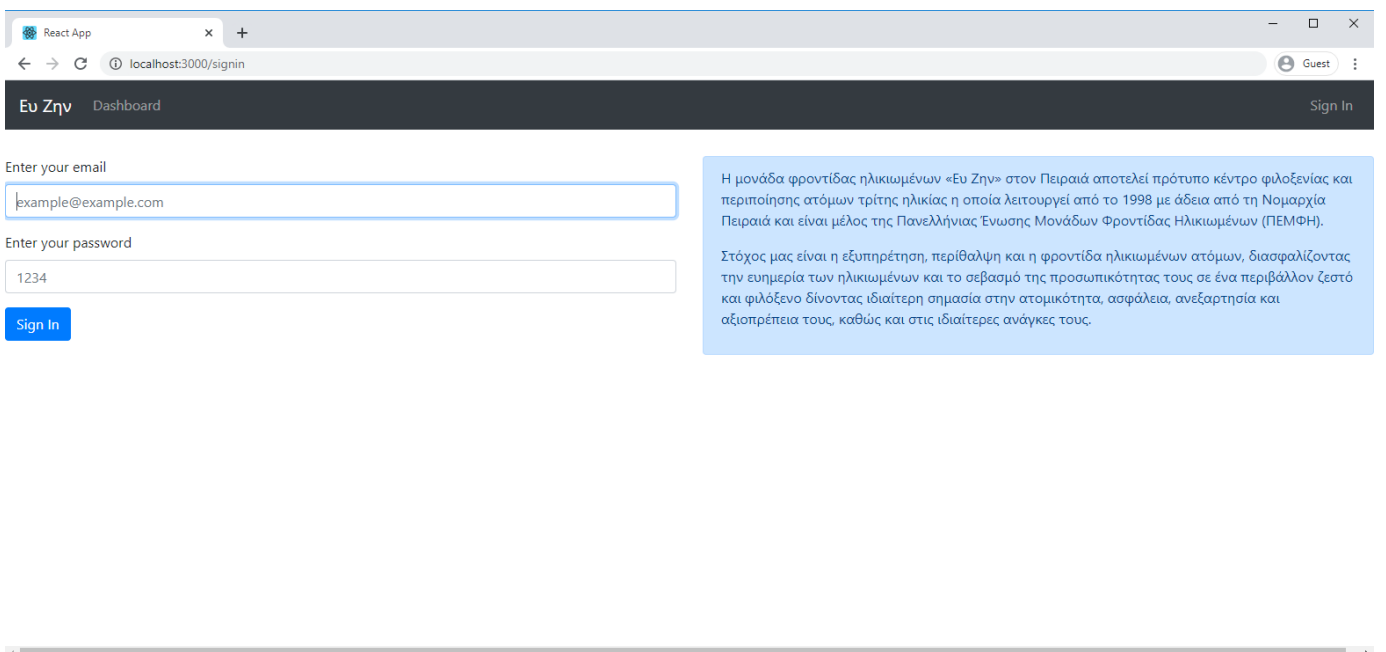 React App
localhost:3000/signin
Guest
Ευ Ζην Dashboard Sign In
Enter your email
example@example.com
Enter your password
1234
Sign In
Η μονάδα φροντίδας ηλικιωμένων «Ευ Ζην» στον Πειραιά αποτελεί πρότυπο κέντρο φιλοξενίας και
περιποίησης ατόμων τρίτης ηλικίας η οποία λειτουργεί από το 1998 με άδεια από τη Νομαρχία
Πειραιά και είναι μέλος της Πανελλήνιας Ένωσης Μονάδων Φροντίδας Ηλικιωμένων (ΠΕΜΦΗ).
Στόχος μας είναι η εξυπηρέτηση, περίθαλψη και η φροντίδα ηλικιωμένων ατόμων, διασφαλίζοντας
την ευημερία των ηλικιωμένων και το σεβασμό της προσωπικότητας τους σε ένα περιβάλλον ζεστό
και φιλόξενο δίνοντας ιδιαίτερη σημασία στην ατομικότητα, ασφάλεια, ανεξαρτησία και
αξιοπρέπεια τους, καθώς και στις ιδιαίτερες ανάγκες τους.